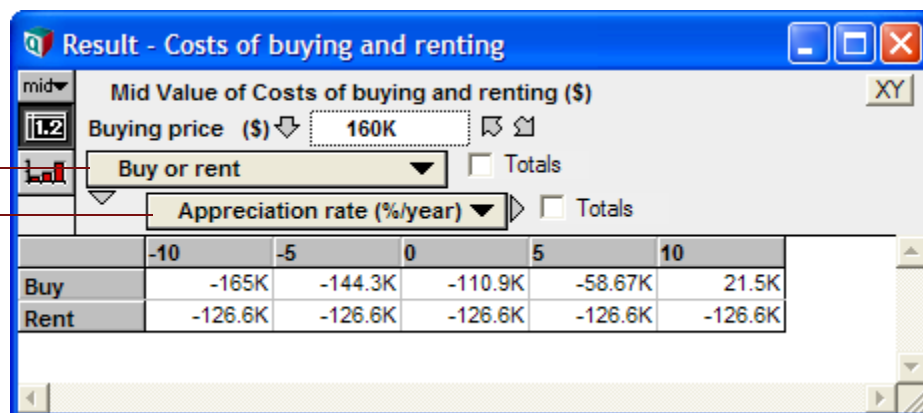 Result - Costs of buying and renting
mid
Mid Value of Costs of buying and renting ($)
XY
1.2
Buying price ($) 160K
Buy or rent Totals
Appreciation rate (%/year) Totals
-10 -5 0 5 10
Buy -165K -144.3K -110.9K -58.67K 21.5K
Rent -126.6K -126.6K -126.6K -126.6K -126.6K